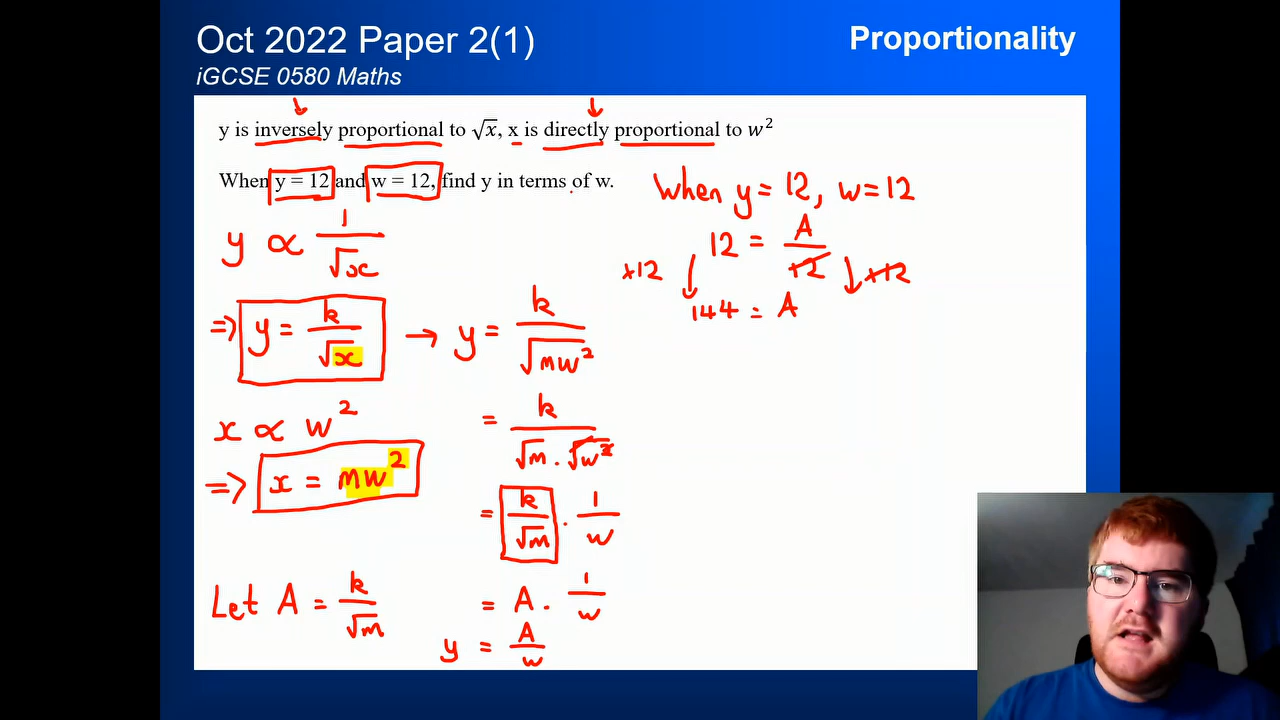 Oct 2022 Paper 2(1)
Proportionality
iGCSE 0580 Maths
y is inversely proportional to √x, x is directly proportional to w²
When y = 12 and w = 12, find y in terms of w.
y ∝ 1/√x
⇒ y = k/√x
x ∝ w²
⇒ x = mw²
Let A = k/√m
→ y = k/√mw²
= k/√m . √w²
= k/√m . 1/w
= A . 1/w
y = A/w
When y = 12, w = 12
12 = A/12
×12 ×12
144 = A